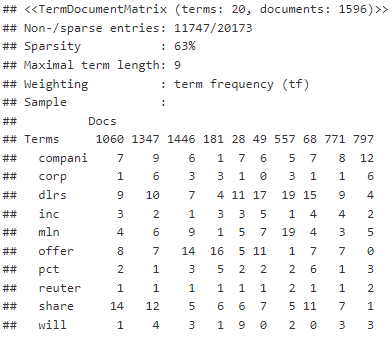 ## <<TermDocumentMatrix (terms: 20, documents: 1596)>>
## Non-/sparse entries: 11747/20173
## Sparsity           : 63%
## Maximal term length: 9
## Weighting          : term frequency (tf)
## Sample             :
##          Docs
## Terms     1060 1347 1446 181 28 49 557 68 771 797
##   compani    7    9    6   1  7  6   5  7   8  12
##   corp       1    6    3   3  1  0   3  1   1   6
##   dlrs       9   10    7   4 11 17  19 15   9   4
##   inc        3    2    1   3  3  5   1  4   4   2
##   mln        4    6    9   1  5  7  19  4   3   5
##   offer      8    7   14  16  5 11   1  7   7   0
##   pct        2    1    3   5  2  2   2  6   1   3
##   reuter     1    1    1   1  1  1   2  1   1   2
##   share     14   12    5   6  6  7   5 11   7   1
##   will       1    4    3   1  9  0   2  0   3   3